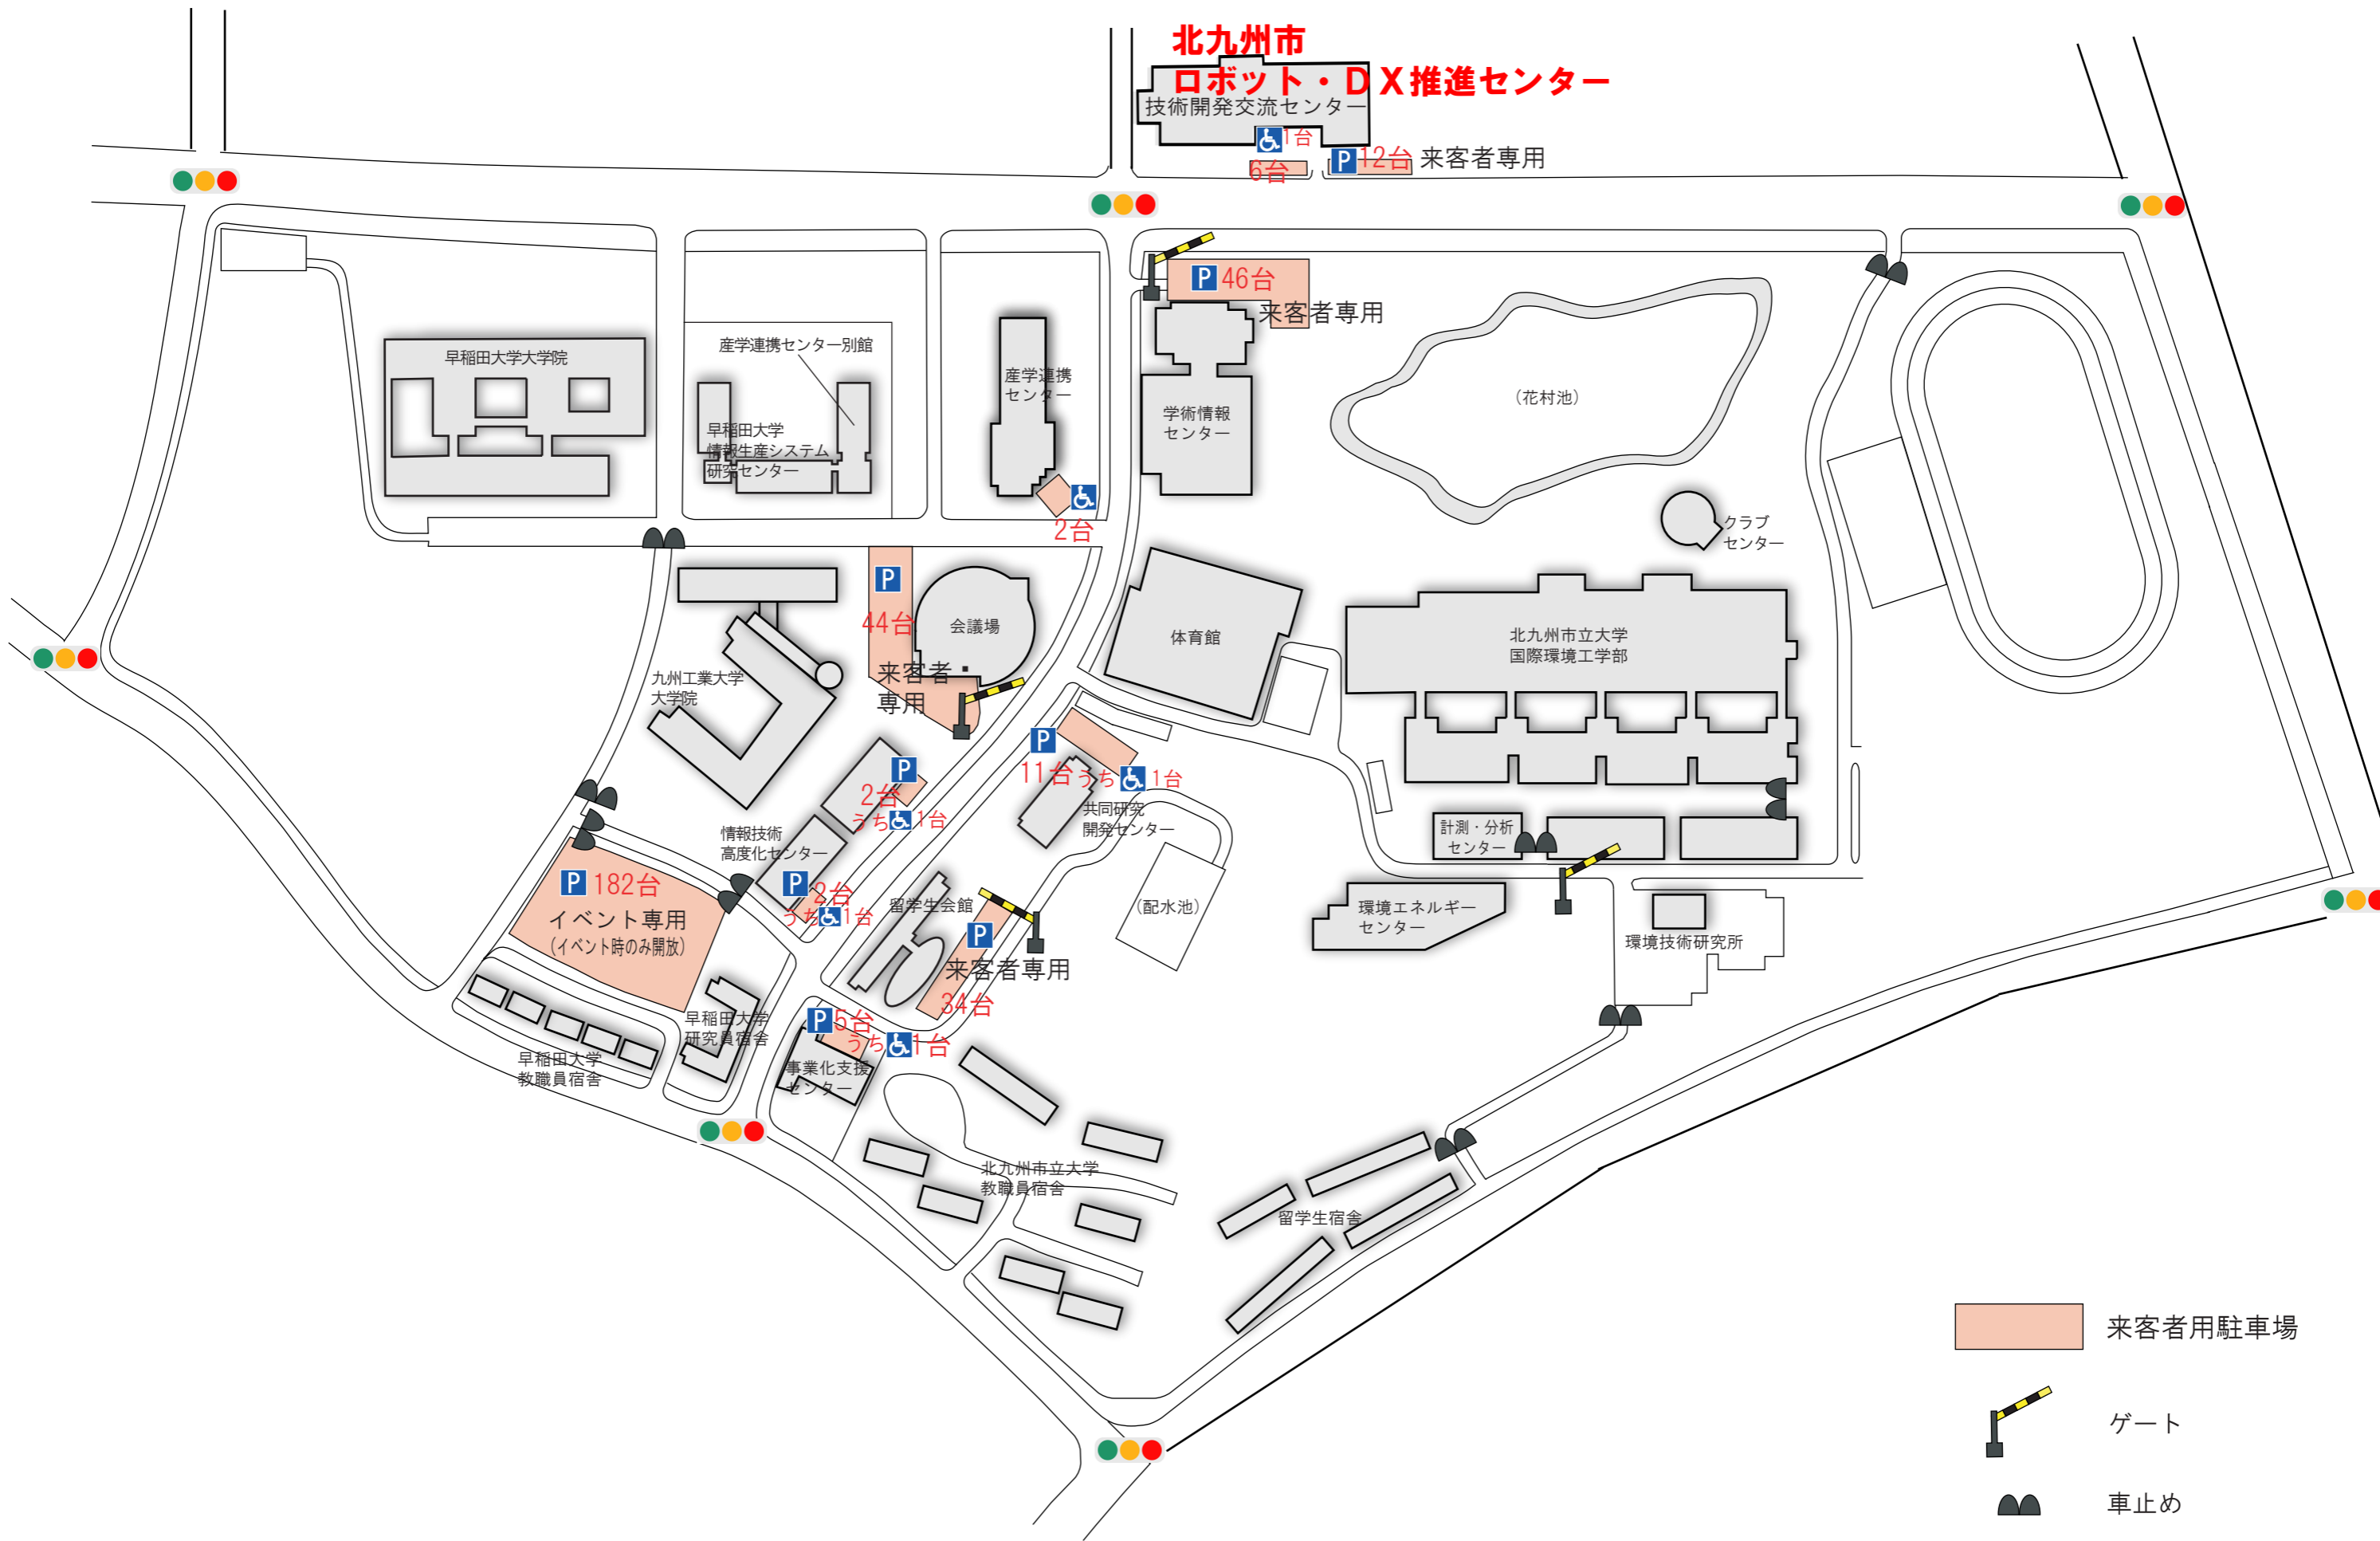 北九州市
ロボット・DX推進センター
技術開発交流センター
1台
6台
P
12台
来客者専用
P
46台
来客者専用
早稲田大学大学院
産学連携センター別館
早稲田大学
情報生産システム
研究センター
産学連携
センター
2台
学術情報
センター
(花村池)
クラブ
センター
P
44台
来客者・
専用
会議場
体育館
北九州市立大学
国際環境工学部
九州工業大学
大学院
P
2台
うち
1台
P
11台
うち
1台
共同研究
開発センター
情報技術
高度化センター
P
2台
うち
1台
計測・分析
センター
P
182台
イベント専用
(イベント時のみ開放)
留学生会館
P
来客者専用
34台
(配水池)
環境エネルギー
センター
環境技術研究所
早稲田大学
研究員宿舎
早稲田大学
教職員宿舎
P
5台
うち
1台
事業化支援
センター
北九州市立大学
教職員宿舎
留学生宿舎
来客者用駐車場
ゲート
車止め